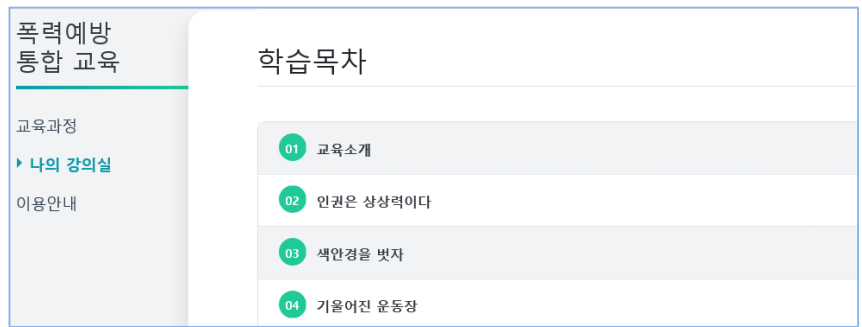 폭력예방
통합 교육
교육과정
나의 강의실
이용안내
학습목차
01 교육소개
02 인권은 상상력이다
03 색안경을 벗자
04 기울어진 운동장